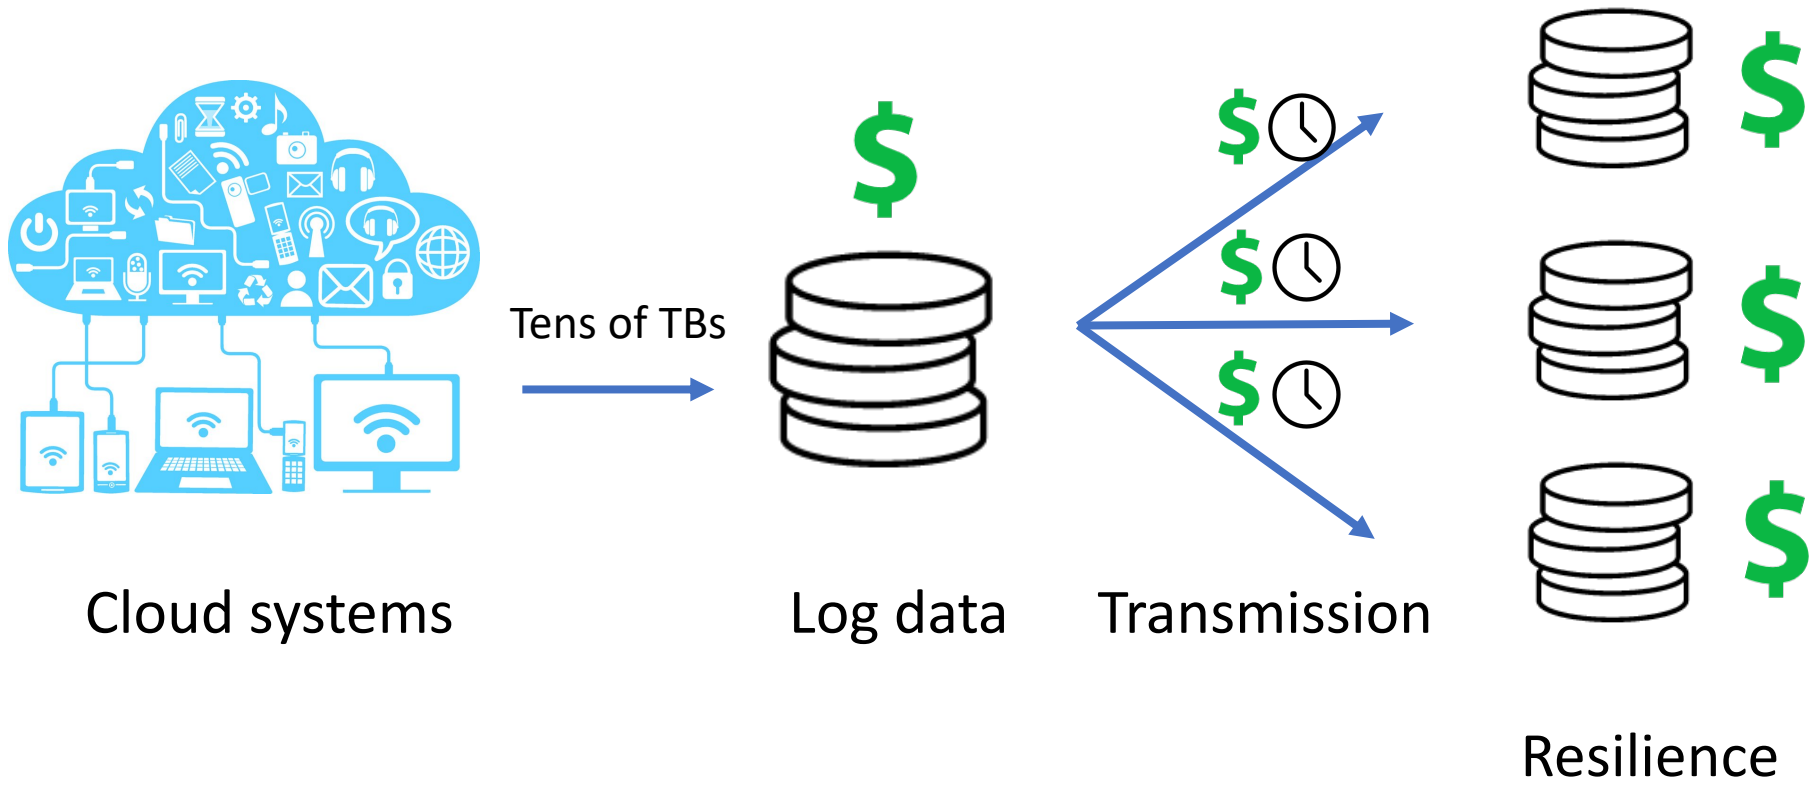 $
$
$
$
$
Tens of TBs
$
$
$
Cloud systems
Log data
Transmission
Resilience